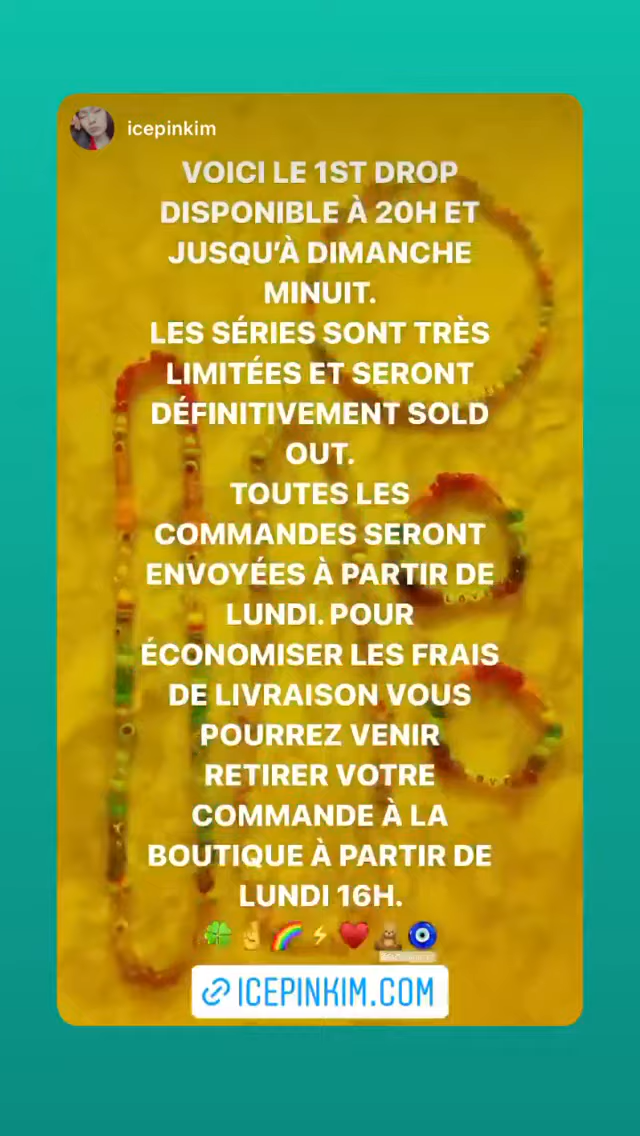 icepinkim
VOICI LE 1ST DROP
DISPONIBLE À 20H ET
JUSQU'À DIMANCHE
MINUIT.
LES SÉRIES SONT TRÈS
LIMITÉES ET SERONT
DÉFINITIVEMENT SOLD
OUT.
TOUTES LES
COMMANDES SERONT
ENVOYÉES À PARTIR DE
LUNDI. POUR
ÉCONOMISER LES FRAIS
DE LIVRAISON VOUS
POURREZ VENIR
RETIRER VOTRE
COMMANDE À LA
BOUTIQUE À PARTIR DE
LUNDI 16H.
ICEPINKIM.COM
LOVE
LOVE